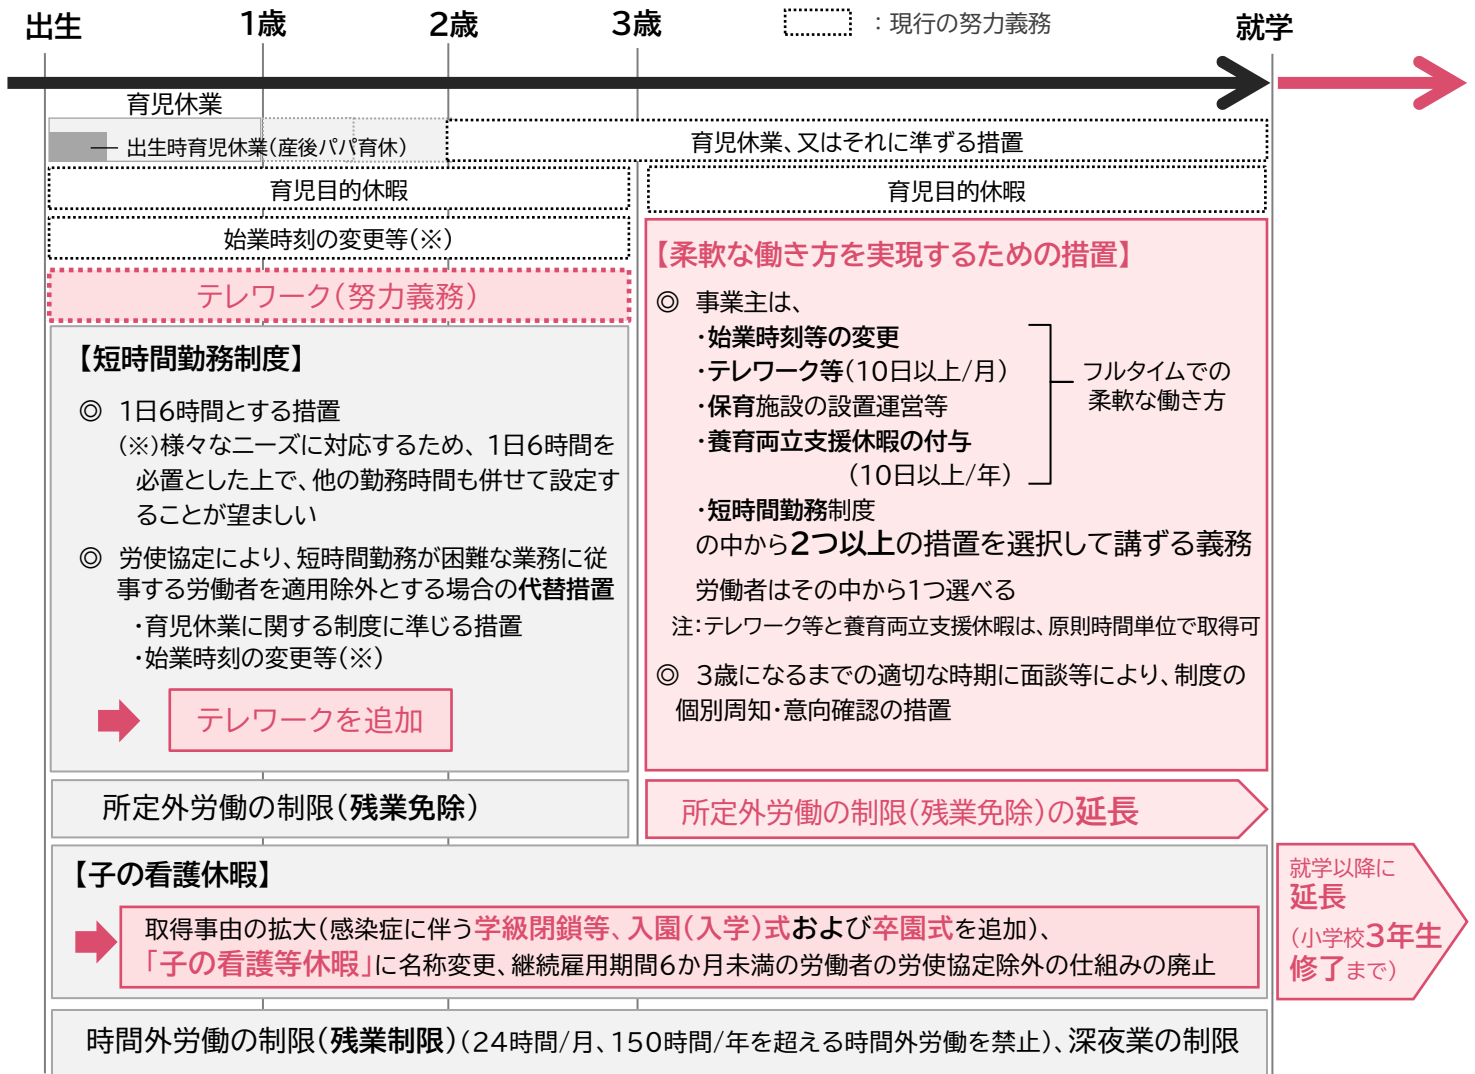 出生
1歳
2歳
3歳
：現行の努力義務
就学
育児休業
出生時育児休業(産後パパ育休)
育児休業、又はそれに準ずる措置
育児目的休暇
育児目的休暇
始業時刻の変更等(※)
テレワーク(努力義務)
【短時間勤務制度】
◎ 1日6時間とする措置
(※)様々なニーズに対応するため、1日6時間を
必置とした上で、他の勤務時間も併せて設定す
ることが望ましい
◎ 労使協定により、短時間勤務が困難な業務に従
事する労働者を適用除外とする場合の代替措置
・育児休業に関する制度に準じる措置
・始業時刻の変更等(※)
テレワークを追加
【柔軟な働き方を実現するための措置】
◎ 事業主は、
・始業時刻等の変更
・テレワーク等(10日以上/月)
・保育施設の設置運営等
・養育両立支援休暇の付与
(10日以上/年)
フルタイムでの
柔軟な働き方
・短時間勤務制度
の中から2つ以上の措置を選択して講ずる義務
労働者はその中から1つ選べる
注:テレワーク等と養育両立支援休暇は、原則時間単位で取得可
◎ 3歳になるまでの適切な時期に面談等により、制度の
個別周知・意向確認の措置
所定外労働の制限(残業免除)
所定外労働の制限(残業免除)の延長
【子の看護休暇】
取得事由の拡大(感染症に伴う学級閉鎖等、入園(入学)式および卒園式を追加)、
「子の看護等休暇」に名称変更、継続雇用期間6か月未満の労働者の労使協定除外の仕組みの廃止
就学以降に
延長
(小学校3年生
修了まで)
時間外労働の制限(残業制限)(24時間/月、150時間/年を超える時間外労働を禁止)、深夜業の制限